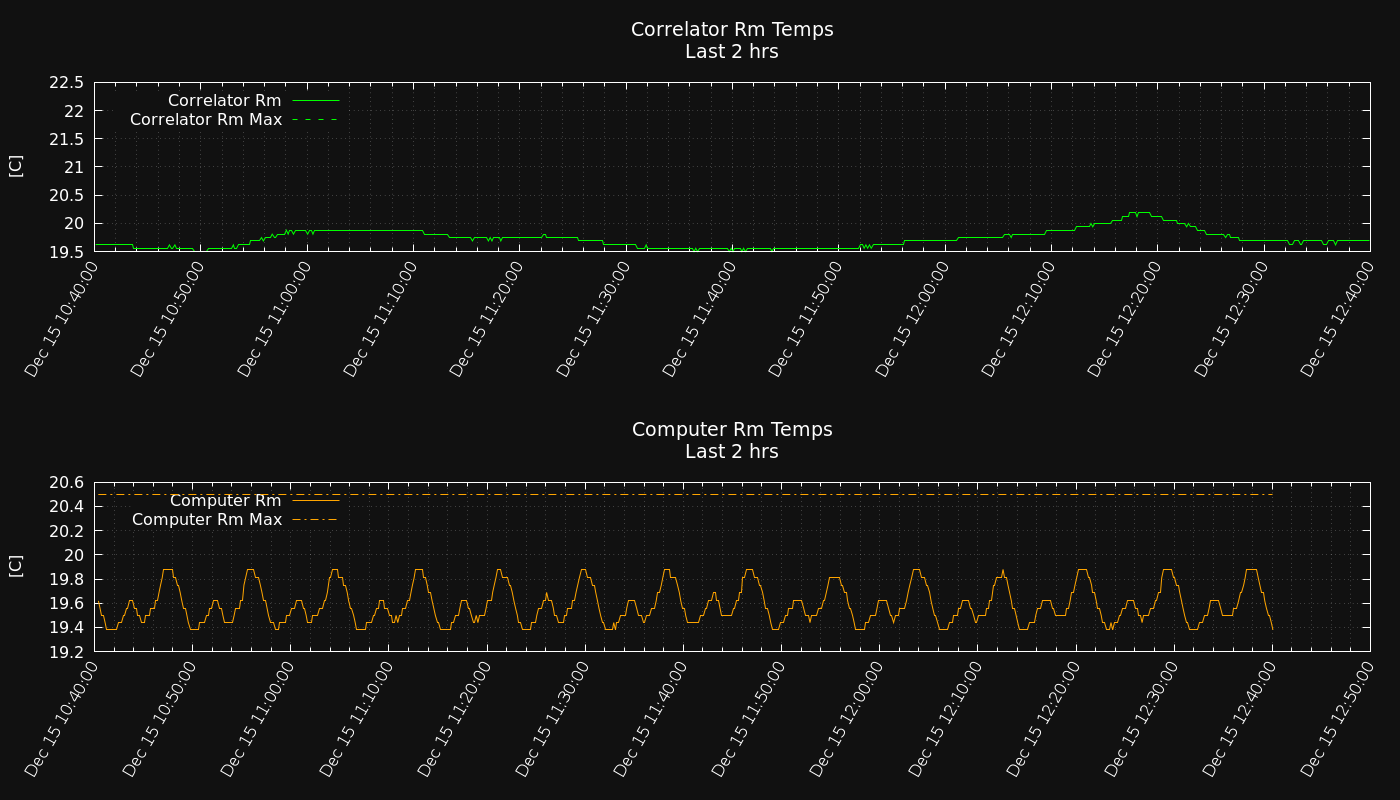 Correlator Rm Temps
Last 2 hrs
22.5
22
21.5
21
20.5
20
19.5
[C]
Correlator Rm
Correlator Rm Max
Dec 15 10:40:00
Dec 15 10:50:00
Dec 15 11:00:00
Dec 15 11:10:00
Dec 15 11:20:00
Dec 15 11:30:00
Dec 15 11:40:00
Dec 15 11:50:00
Dec 15 12:00:00
Dec 15 12:10:00
Dec 15 12:20:00
Dec 15 12:30:00
Dec 15 12:40:00
Computer Rm Temps
Last 2 hrs
20.6
20.4
20.2
20
19.8
19.6
19.4
19.2
[C]
Computer Rm
Computer Rm Max
Dec 15 10:40:00
Dec 15 10:50:00
Dec 15 11:00:00
Dec 15 11:10:00
Dec 15 11:20:00
Dec 15 11:30:00
Dec 15 11:40:00
Dec 15 11:50:00
Dec 15 12:00:00
Dec 15 12:10:00
Dec 15 12:20:00
Dec 15 12:30:00
Dec 15 12:40:00
Dec 15 12:50:00